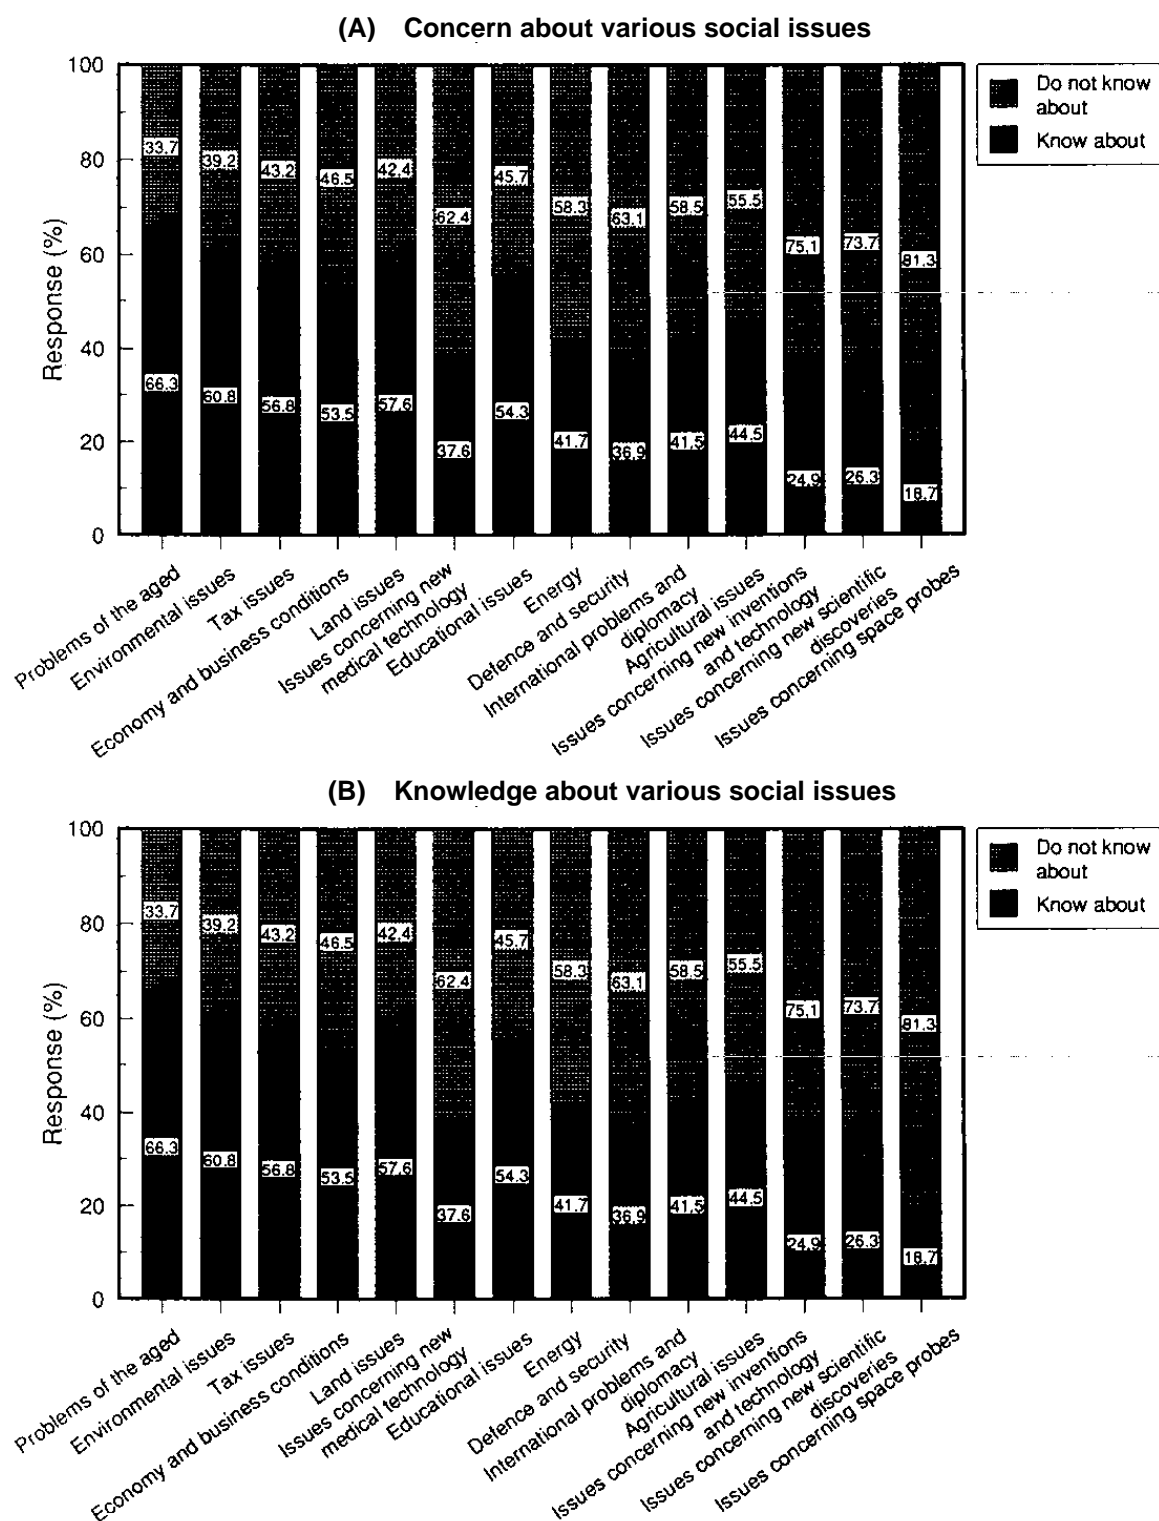 (A) Concern about various social issues
100
80
60
40
20
0
Response (%)
33.7
39.2
43.2
46.5
42.4
62.4
45.7
58.3
63.1
58.5
55.5
75.1
73.7
81.3
66.3
60.8
56.8
53.5
57.6
37.6
54.3
41.7
36.9
41.5
44.5
24.9
26.3
18.7
Do not know
about
Know about
Problems of the aged
Environmental issues
Tax issues
Economy and business conditions
Land issues
Issues concerning new
medical technology
Educational issues
Energy
Defence and security
International problems and
diplomacy
Agricultural issues
Issues concerning new inventions
and technology
Issues concerning new scientific
discoveries
Issues concerning space probes
(B) Knowledge about various social issues
100
80
60
40
20
0
Response (%)
33.7
39.2
43.2
46.5
42.4
62.4
45.7
58.3
63.1
58.5
55.5
75.1
73.7
81.3
66.3
60.8
56.8
53.5
57.6
37.6
54.3
41.7
36.9
41.5
44.5
24.9
26.3
18.7
Do not know
about
Know about
Problems of the aged
Environmental issues
Tax issues
Economy and business conditions
Land issues
Issues concerning new
medical technology
Educational issues
Energy
Defence and security
International problems and
diplomacy
Agricultural issues
Issues concerning new inventions
and technology
Issues concerning new scientific
discoveries
Issues concerning space probes